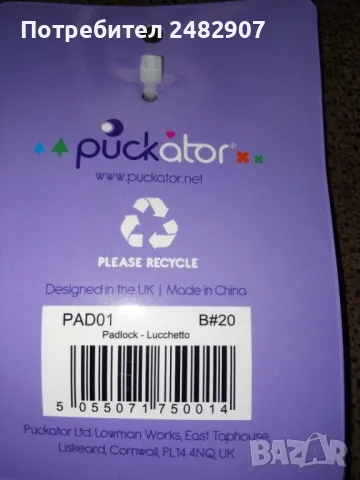 Потребител 2482907
puckator®
www.puckator.net
PLEASE RECYCLE
Designed in the UK | Made in China
PAD01 B#20
Padlock - Lucchetto
5 055071 750014
Puckator Ltd. Lowman Works, East Taphouse,
Liskeard, Cornwall, PL14 4NQ, UK
BAZAR